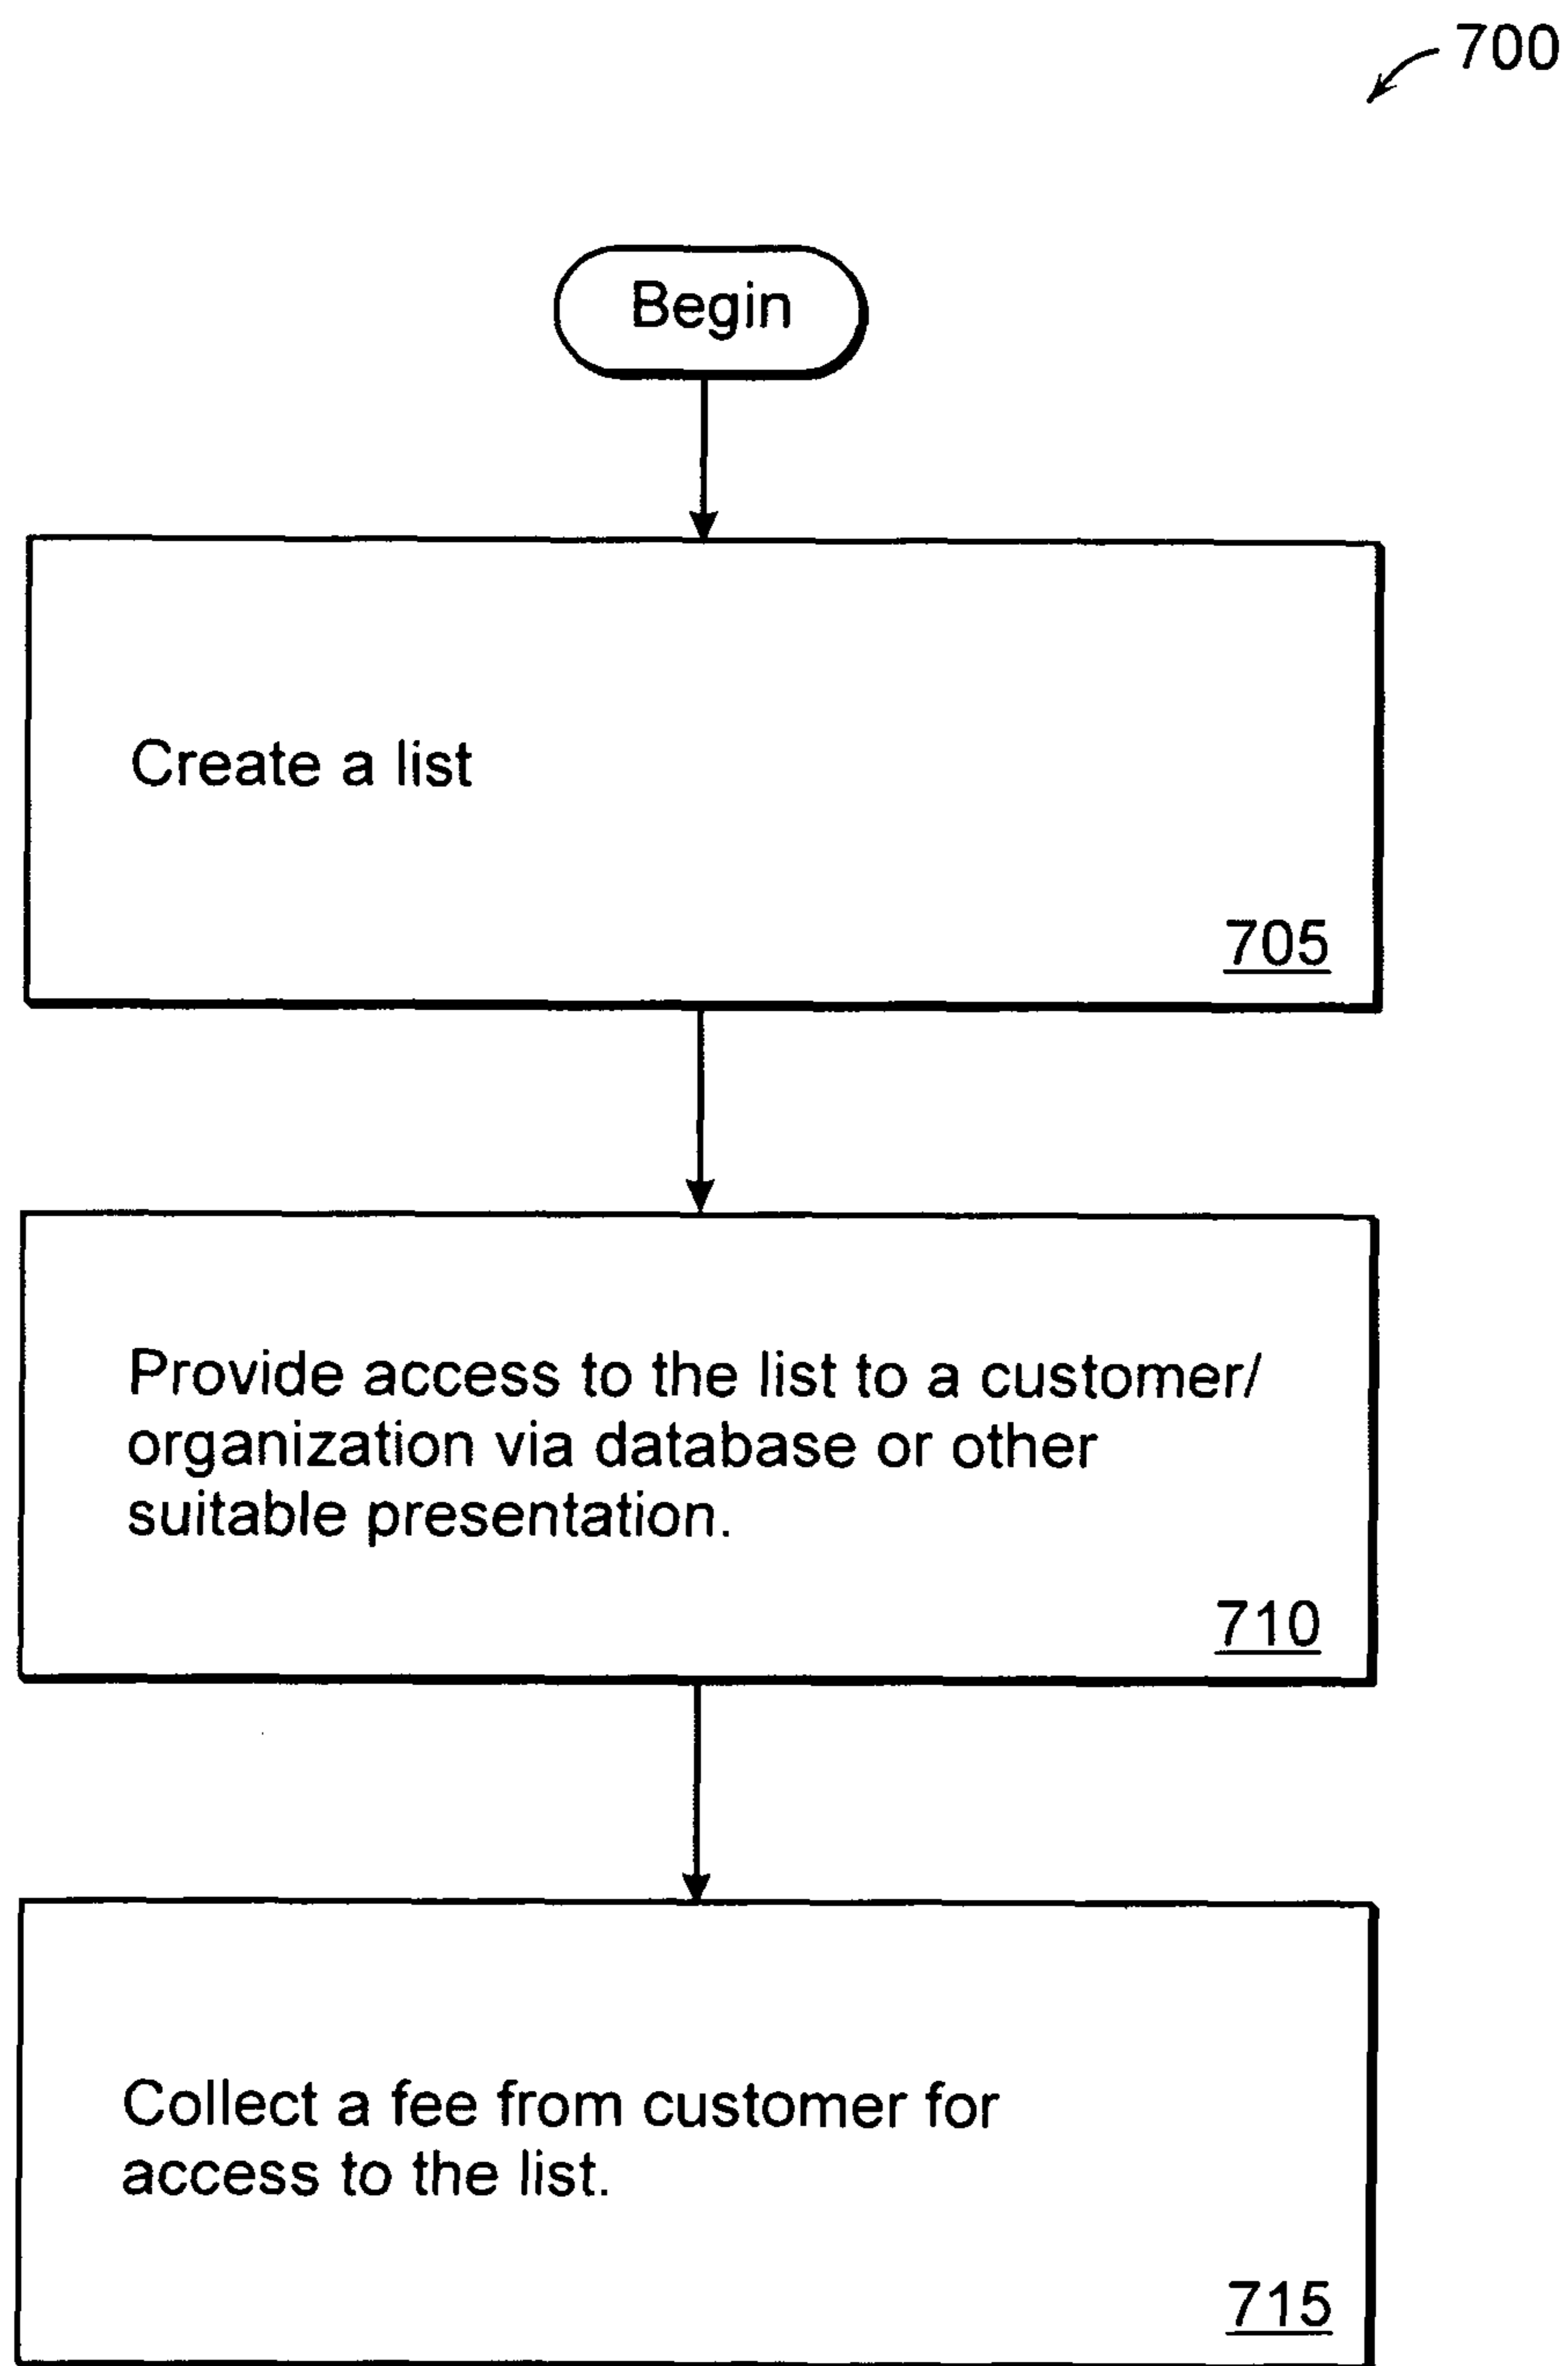 700
Begin
Create a list
705
Provide access to the list to a customer/
organization via database or other
suitable presentation.
710
Collect a fee from customer for
access to the list.
715